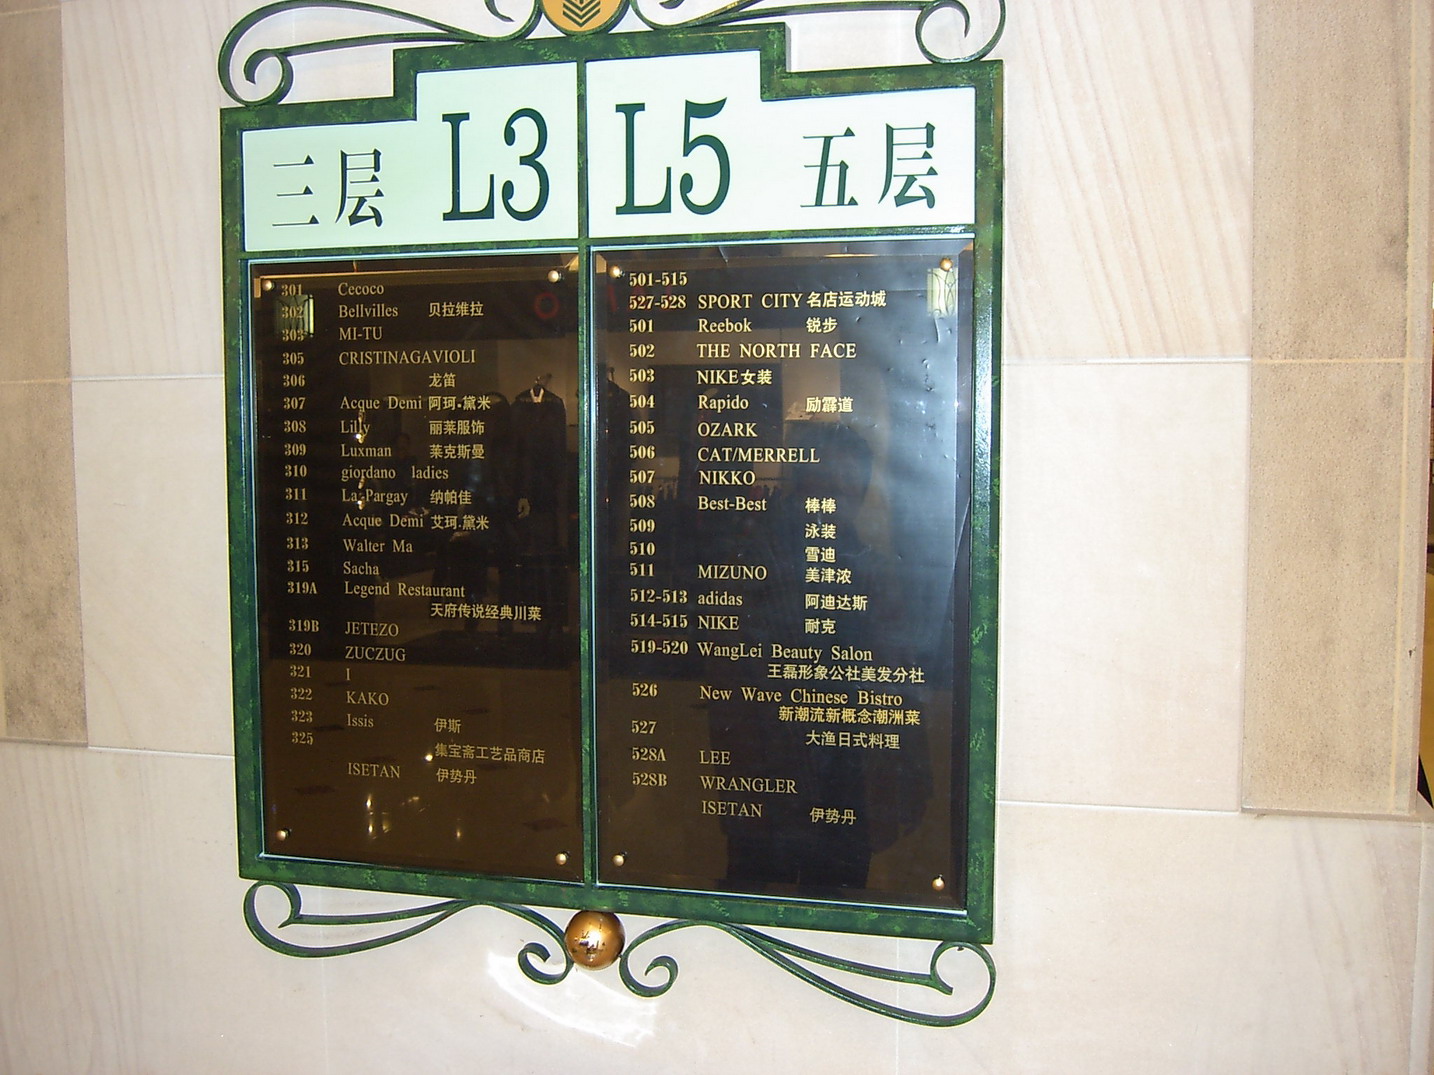 三层 L3
301 Cecoco
302 Bellvilles 贝拉维拉
303 MI-TU
305 CRISTINAGAVIOLI
306 龙笛
307 Acque Demi 阿珂.黛米
308 Lilly 丽莱服饰
309 Luxman 莱克斯曼
310 giordano ladies
311 La Pargay 纳帕佳
312 Acque Demi 艾珂.黛米
313 Walter Ma
315 Sacha
319A Legend Restaurant
天府传说经典川菜
319B JETEZO
320 ZUCZUG
321 I
322 KAKO
323 Issis 伊斯
325 集宝斋工艺品商店
ISETAN 伊势丹
L5 五层
501-515
527-528 SPORT CITY 名店运动城
501 Reebok 锐步
502 THE NORTH FACE
503 NIKE女装
504 Rapido 励霏道
505 OZARK
506 CAT/MERRELL
507 NIKKO
508 Best-Best 棒棒
509 泳装
510 雪迪
511 MIZUNO 美津浓
512-513 adidas 阿迪达斯
514-515 NIKE 耐克
519-520 WangLei Beauty Salon
王磊形象公社美发分社
526 New Wave Chinese Bistro
新潮流新概念潮洲菜
527 大渔日式料理
528A LEE
528B WRANGLER
ISETAN 伊势丹